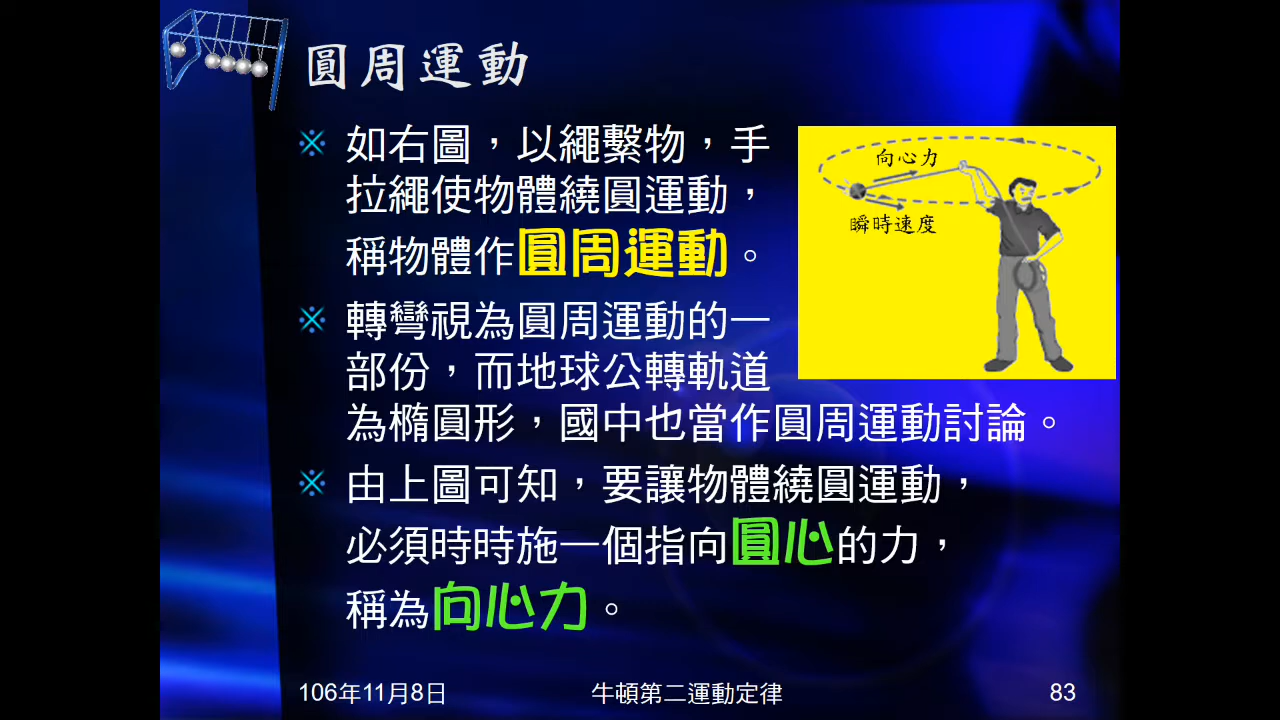 圓周運動
※ 如右圖，以繩繫物，手
拉繩使物體繞圓運動，
稱物體作圓周運動。
向心力
瞬時速度
※ 轉彎視為圓周運動的一
部份，而地球公轉軌道
為橢圓形，國中也當作圓周運動討論。
※ 由上圖可知，要讓物體繞圓運動，
必須時時施一個指向圓心的力，
稱為向心力。
106年11月8日
牛頓第二運動定律
83